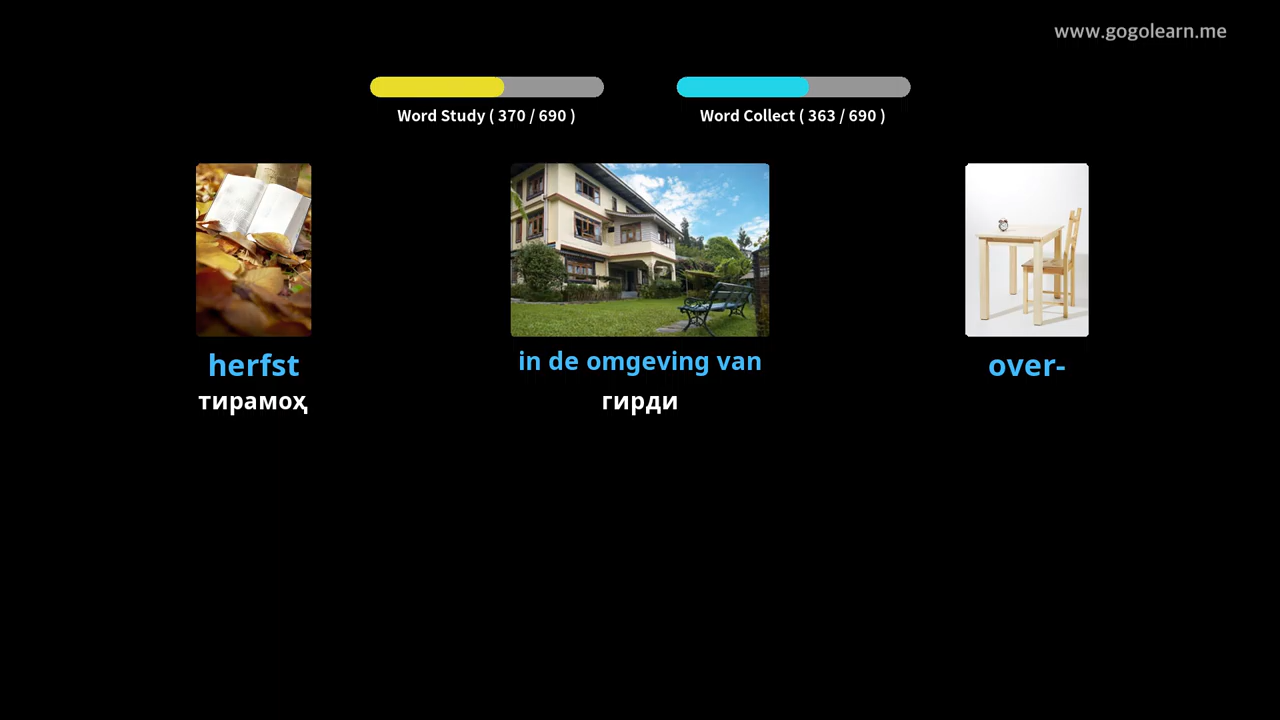 www.gogolearn.me
Word Study ( 370 / 690 )
Word Collect ( 363 / 690 )
herfst
тирамоҳ
in de omgeving van
гирди
over-